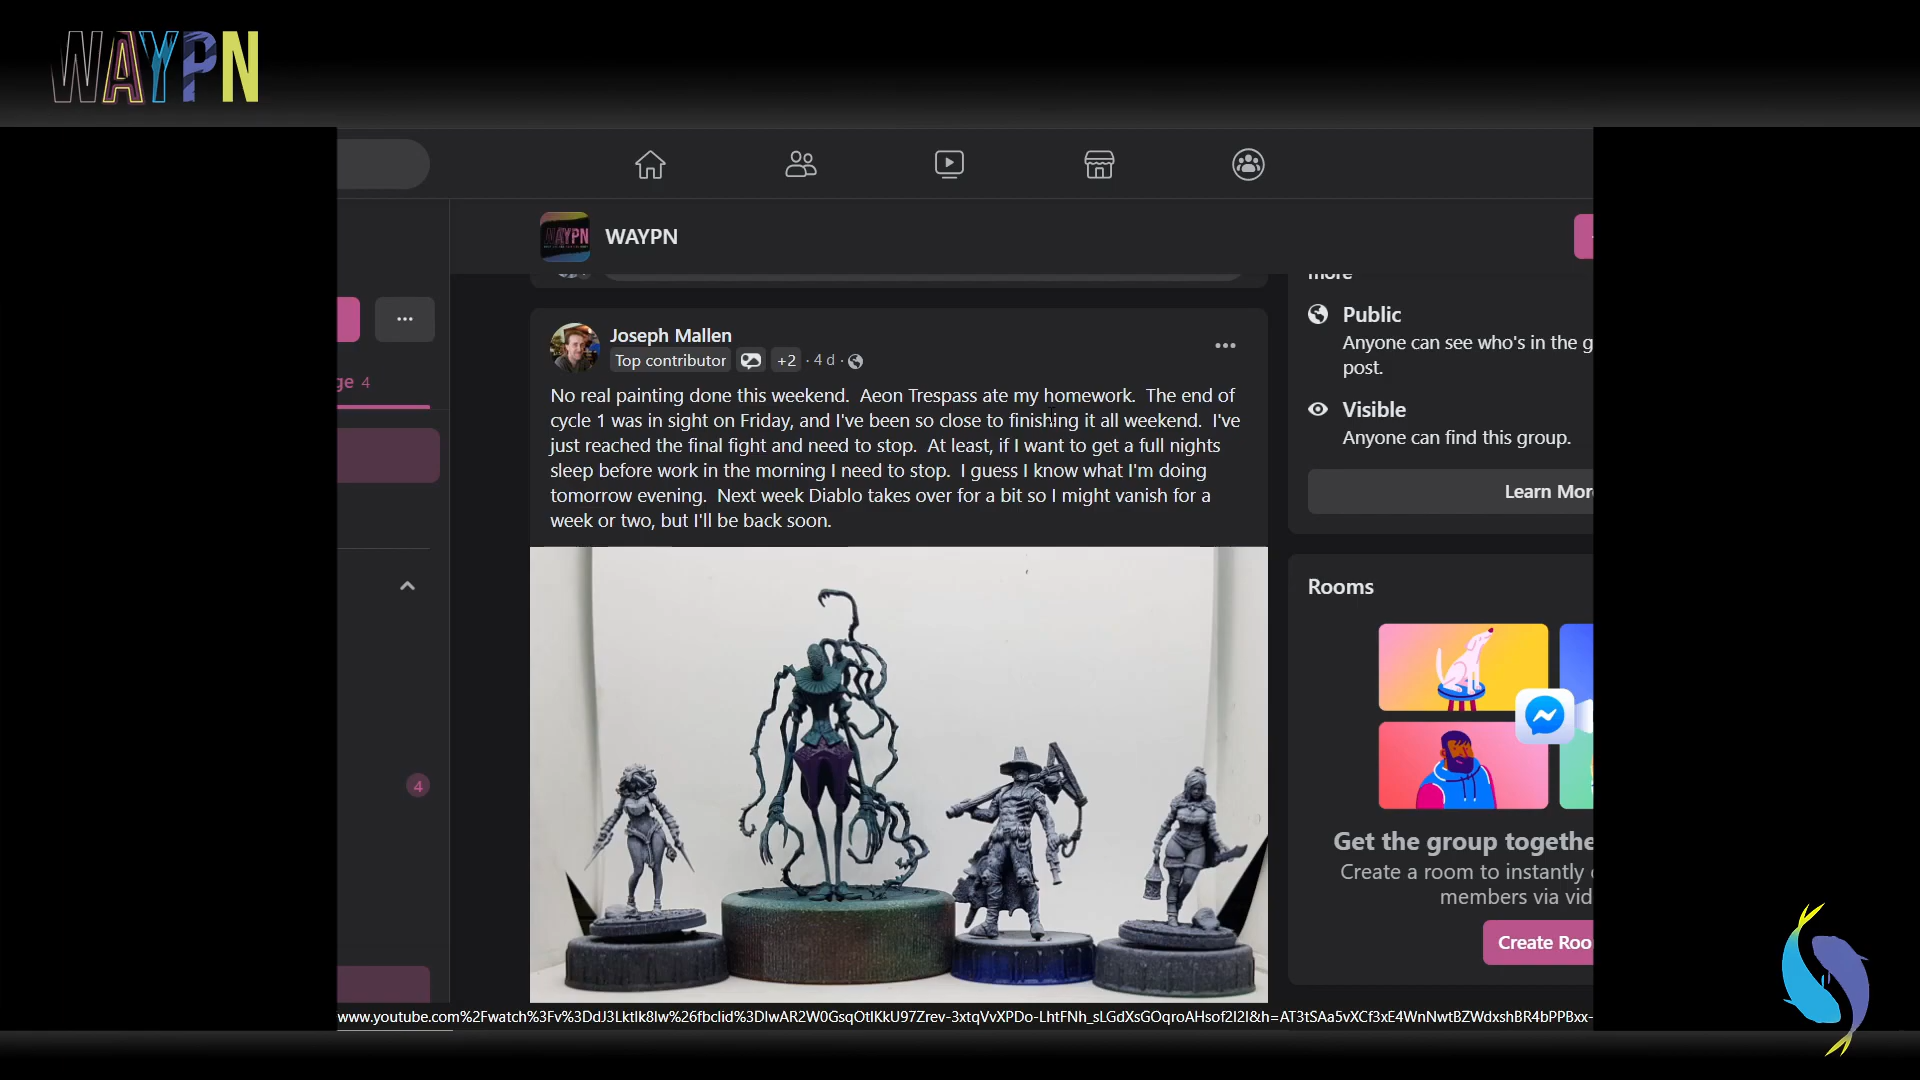 WAYPN
WAYPN
WAYPN
more
Public
Anyone can see who's in the g
post.
Visible
Anyone can find this group.
Learn Mor
ge 4
4
Joseph Mallen
Top contributor +2 · 4 d ·
No real painting done this weekend. Aeon Trespass ate my homework. The end of
cycle 1 was in sight on Friday, and I've been so close to finishing it all weekend. I've
just reached the final fight and need to stop. At least, if I want to get a full nights
sleep before work in the morning I need to stop. I guess I know what I'm doing
tomorrow evening. Next week Diablo takes over for a bit so I might vanish for a
week or two, but I'll be back soon.
Rooms
Get the group togethe
Create a room to instantly
members via vid
Create Roo
www.youtube.com%2Fwatch%3Fv%3DdJ3LktIk8Iw%26fbclid%3DIwAR2W0GsqOtIKkU97Zrev-3xtqVvXPDo-LhtFNh_sLGdXsGOqroAHsof2I2I&h=AT3tSAa5vXCf3xE4WnNwtBZWdxshBR4bPPBxx-